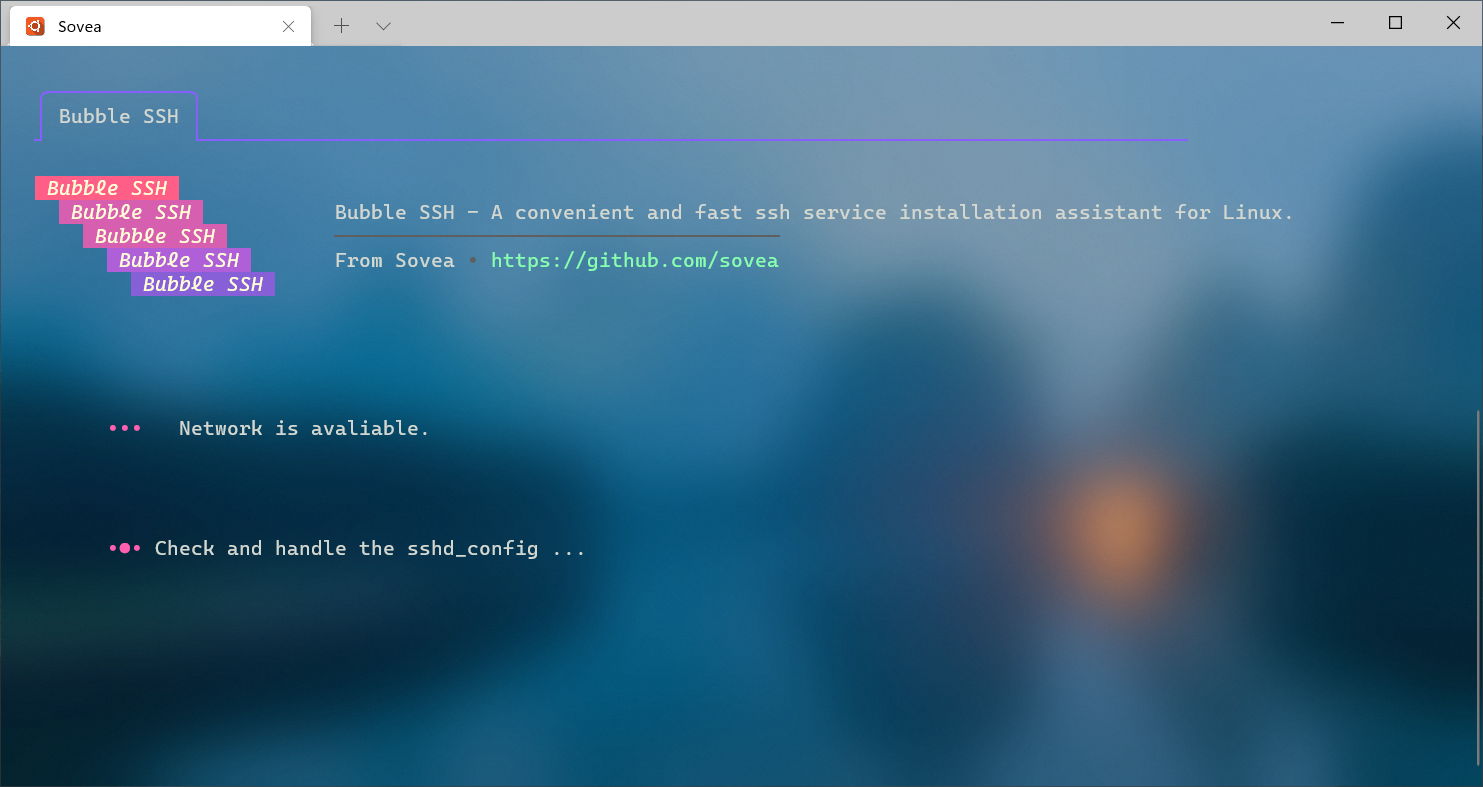 Sovea
Bubble SSH
Bubble SSH
Bubble SSH
Bubble SSH - A convenient and fast ssh service installation assistant for Linux.
Bubble SSH
Bubble SSH
From Sovea • https://github.com/sovea
Bubble SSH
Network is avaliable.
Check and handle the sshd_config ...